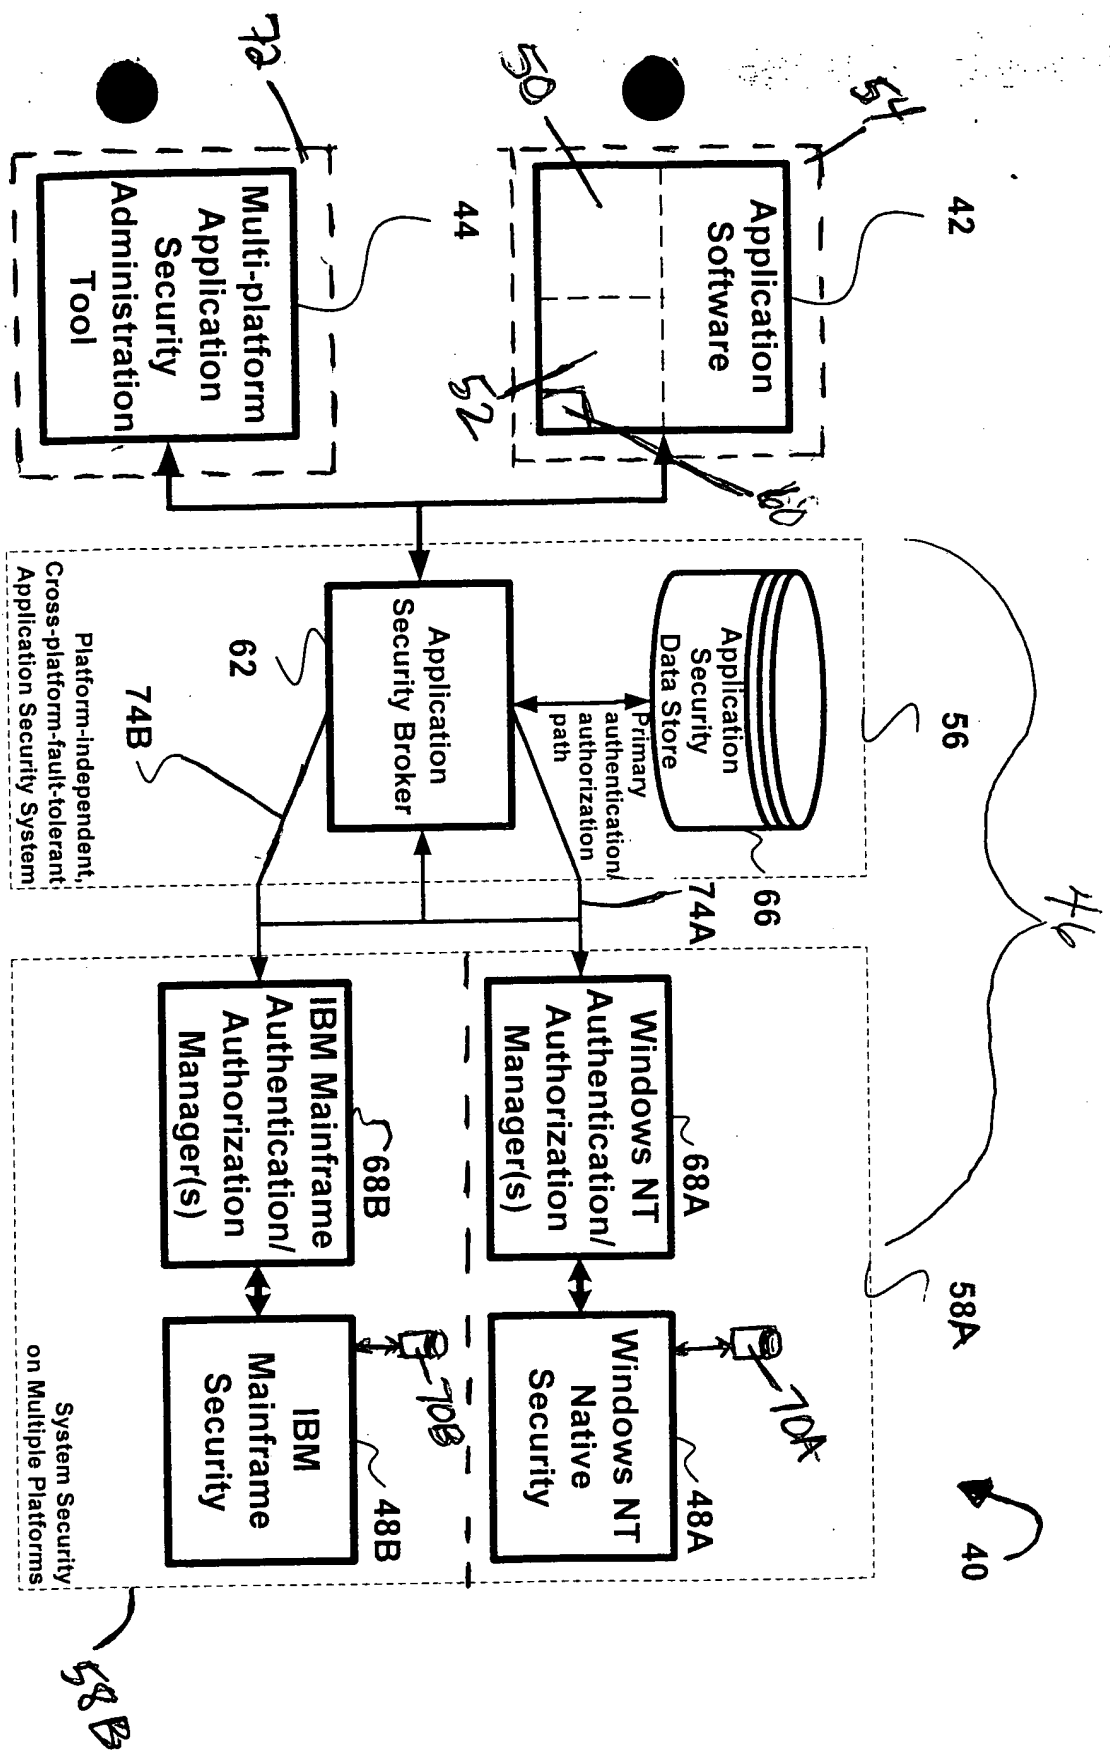 40
46
54
42
Application
Software
50
52
60
72
44
Multi-platform
Application
Security
Administration
Tool
56
Application
Security
Data Store
66
Primary
authentication/
authorization
path
Application
Security Broker
62
74A
74B
Platform-independent,
Cross-platform-fault-tolerant
Application Security System
58A
Windows NT
Authentication/
Authorization
Manager(s)
68A
Windows NT
Native
Security
48A
70A
IBM Mainframe
Authentication/
Authorization
Manager(s)
68B
IBM
Mainframe
Security
48B
70B
System Security
on Multiple Platforms
58B